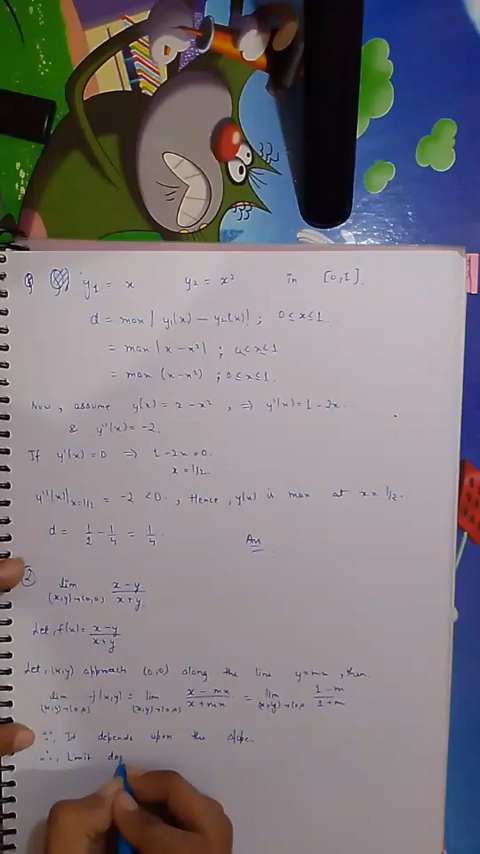 Q y₁ = x y₂ = x² in [0,1].
d = max | y₁(x) – y₂(x)| ; 0 ≤ x ≤ 1.
= max |x – x²| ; 0 ≤ x ≤ 1
= max (x – x²) ; 0 ≤ x ≤ 1.
Now, assume y(x) = x – x² , ⇒ y'(x) = 1 – 2x.
& y''(x) = –2.
If y'(x) = 0 ⇒ 1 – 2x = 0.
x = 1/2
y''(x)|ₓ₌₁/₂ = –2 < 0. , Hence, y(x) is max at x = 1/2.
d = 1/2 – 1/4 = 1/4. Ans
② lim (x,y)→(0,0) x–y/x+y.
Let, f(x) = x–y/x+y
Let, (x,y) approach (0,0) along the line y=mx, then.
lim (x,y)→(0,0) f(x,y) = lim (x,y)→(0,0) x – mx/x + mx = lim (x,y)→(0,0 1–m/1+m
∵, It depends upon the slope.
∴, Limit do